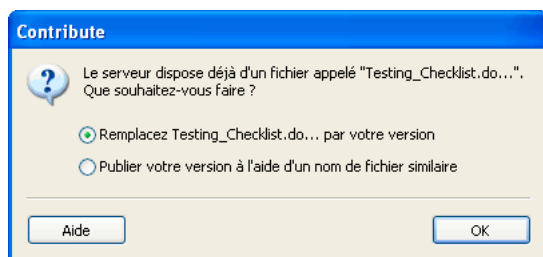 Contribute
Le serveur dispose déjà d'un fichier appelé "Testing_Checklist.do...".
Que souhaitez-vous faire ?
Remplacez Testing_Checklist.do... par votre version
Publier votre version à l'aide d'un nom de fichier similaire
Aide
OK